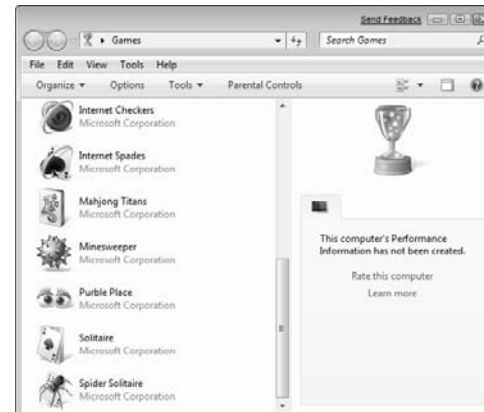 Send Feedback
Games
Search Games
File Edit View Tools Help
Organize Options Tools Parental Controls
Internet Checkers
Microsoft Corporation
Internet Spades
Microsoft Corporation
Mahjong Titans
Microsoft Corporation
Minesweeper
Microsoft Corporation
Purble Place
Microsoft Corporation
Solitaire
Microsoft Corporation
Spider Solitaire
Microsoft Corporation
This computer's Performance
Information has not been created.
Rate this computer
Learn more